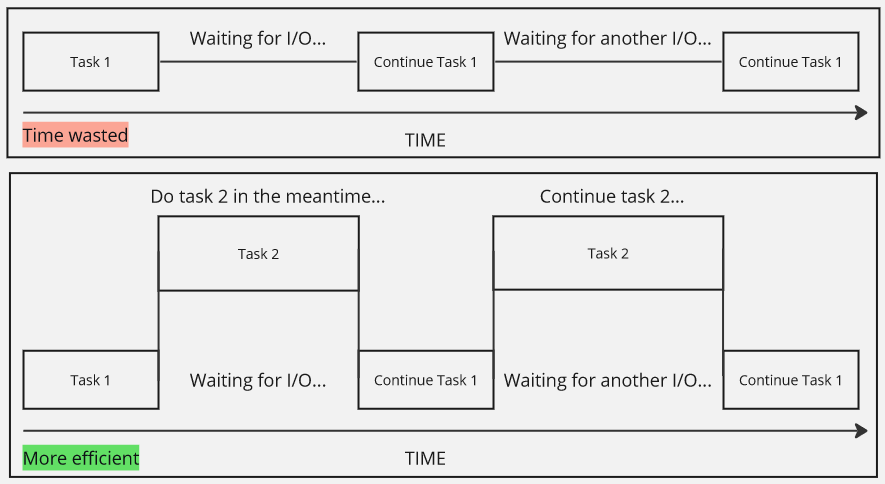 Waiting for I/O...
Waiting for another I/O...
Task 1
Continue Task 1
Continue Task 1
Time wasted
TIME
Do task 2 in the meantime...
Continue task 2...
Task 2
Task 2
Task 1
Waiting for I/O...
Continue Task 1
Waiting for another I/O...
Continue Task 1
More efficient
TIME